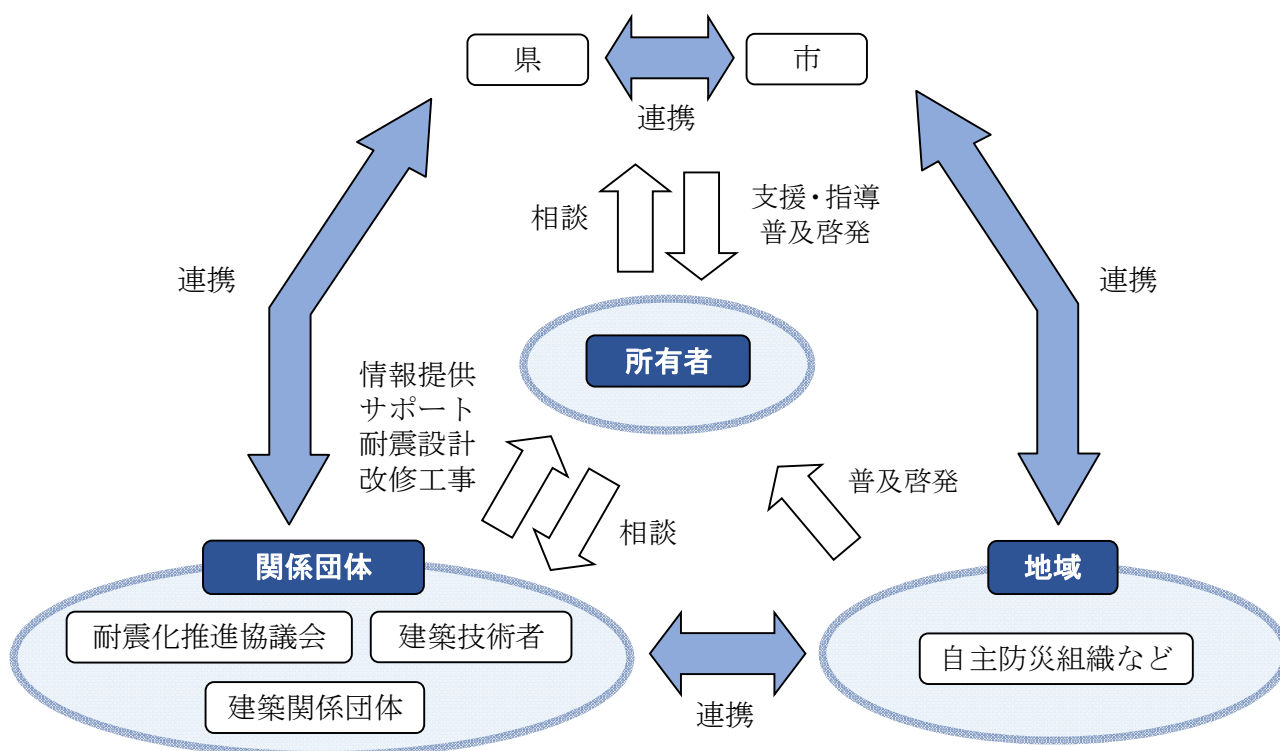 県
市
連携
相談
支援・指導
普及啓発
連携
連携
所有者
情報提供
サポート
耐震設計
改修工事
普及啓発
相談
関係団体
地域
耐震化推進協議会
建築技術者
自主防災組織など
建築関係団体
連携